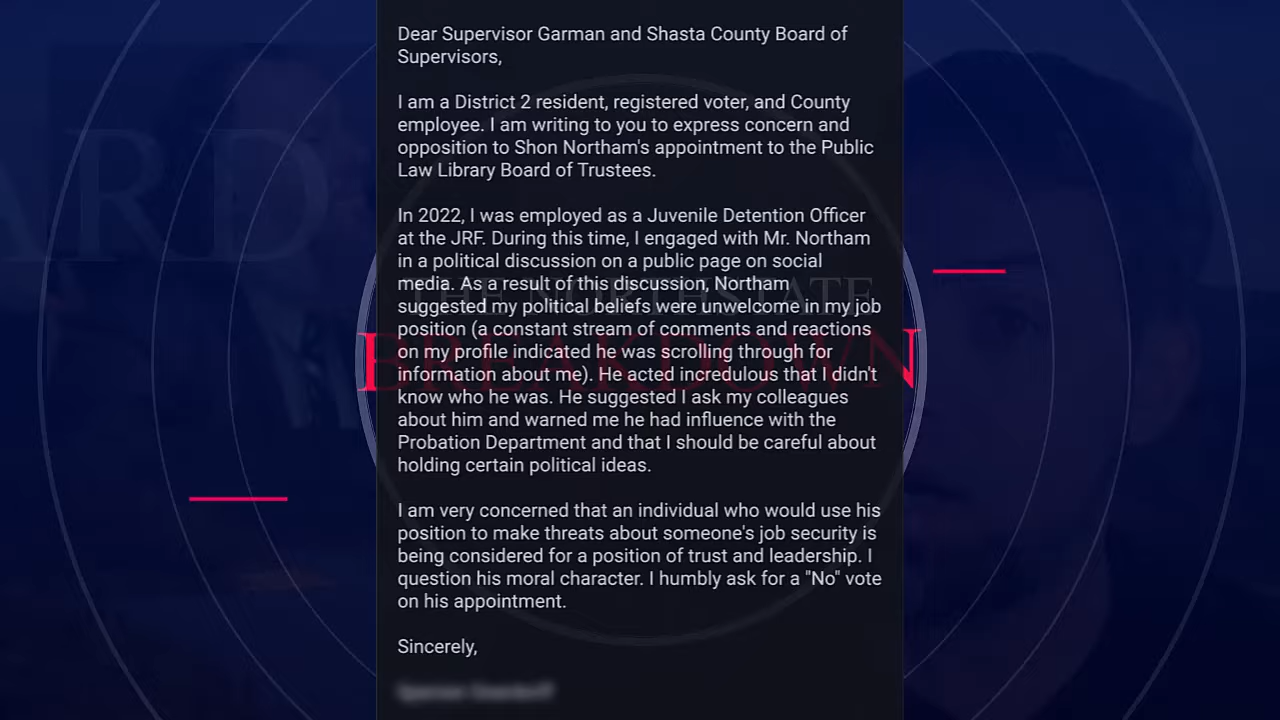 Dear Supervisor Garman and Shasta County Board of
Supervisors,
I am a District 2 resident, registered voter, and County
employee. I am writing to you to express concern and
opposition to Shon Northam's appointment to the Public
Law Library Board of Trustees.
In 2022, I was employed as a Juvenile Detention Officer
at the JRF. During this time, I engaged with Mr. Northam
in a political discussion on a public page on social
media. As a result of this discussion, Northam
suggested my political beliefs were unwelcome in my job
position (a constant stream of comments and reactions
on my profile indicated he was scrolling through for
information about me). He acted incredulous that I didn't
know who he was. He suggested I ask my colleagues
about him and warned me he had influence with the
Probation Department and that I should be careful about
holding certain political ideas.
I am very concerned that an individual who would use his
position to make threats about someone's job security is
being considered for a position of trust and leadership. I
question his moral character. I humbly ask for a "No" vote
on his appointment.
Sincerely,
THE NORTHSTATE
BREAKDOWN
ARD